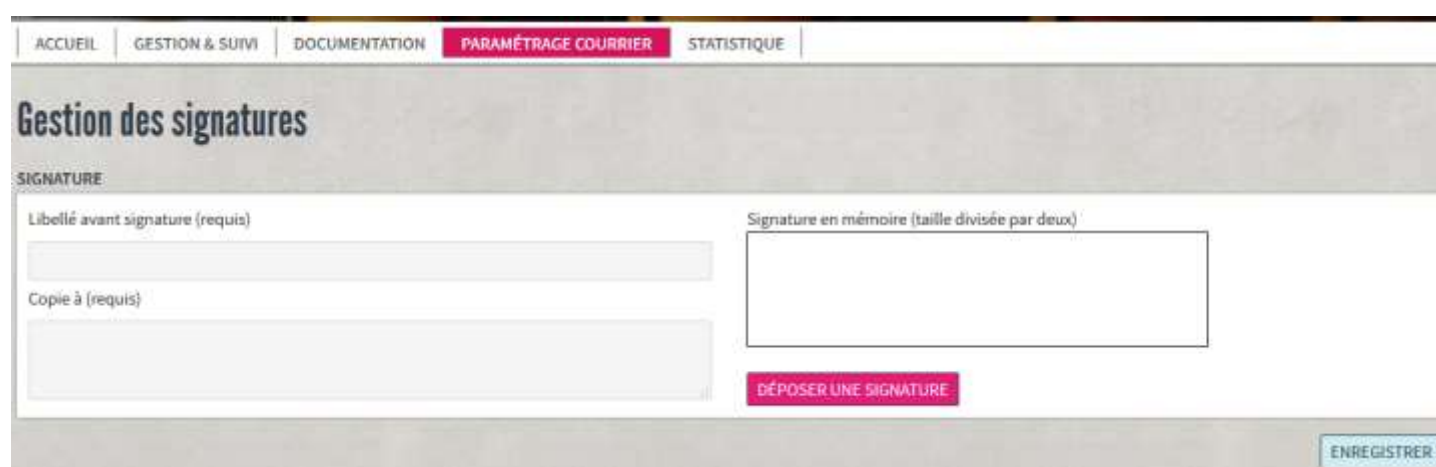 ACCUEIL GESTION & SUIVI DOCUMENTATION PARAMÉTRAGE COURRIER STATISTIQUE
Gestion des signatures
SIGNATURE
Libellé avant signature (requis)
Signature en mémoire (taille divisée par deux)
Copie à (requis)
DÉPOSER UNE SIGNATURE
ENREGISTRER